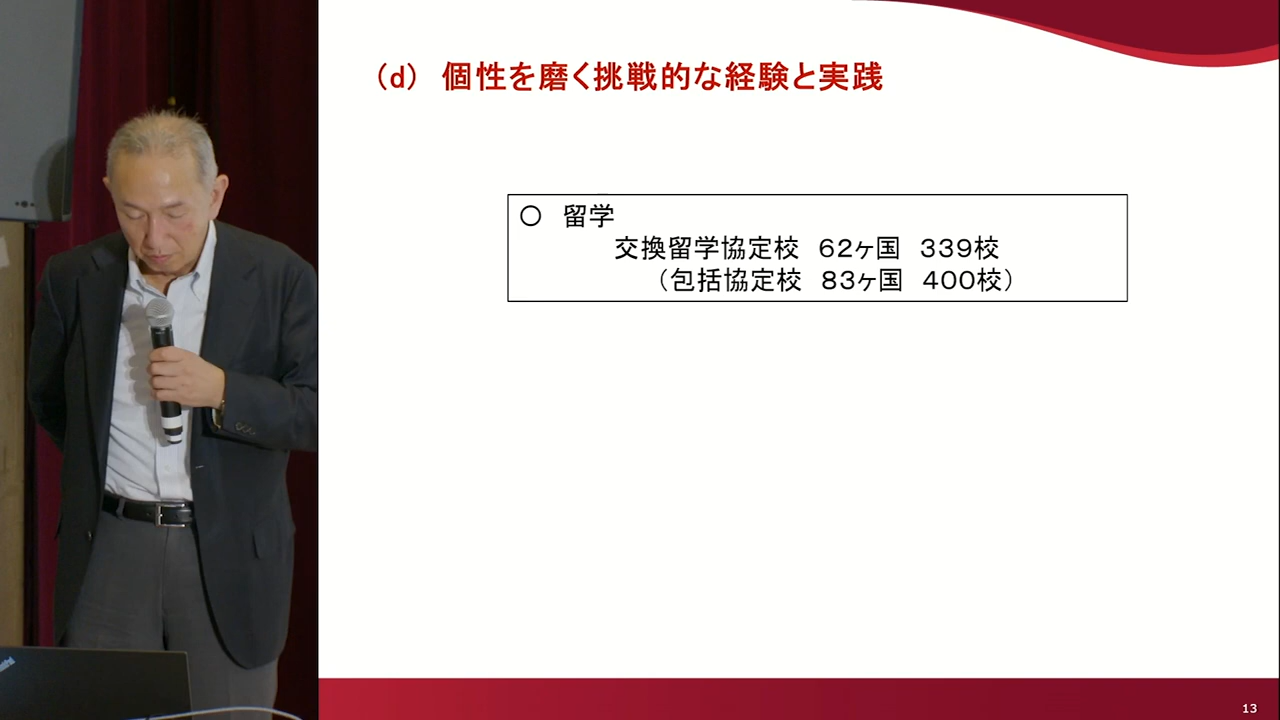 (d) 個性を磨く挑戦的な経験と実践
○ 留学
交換留学協定校 62ヶ国 339校
（包括協定校 83ヶ国 400校）
13